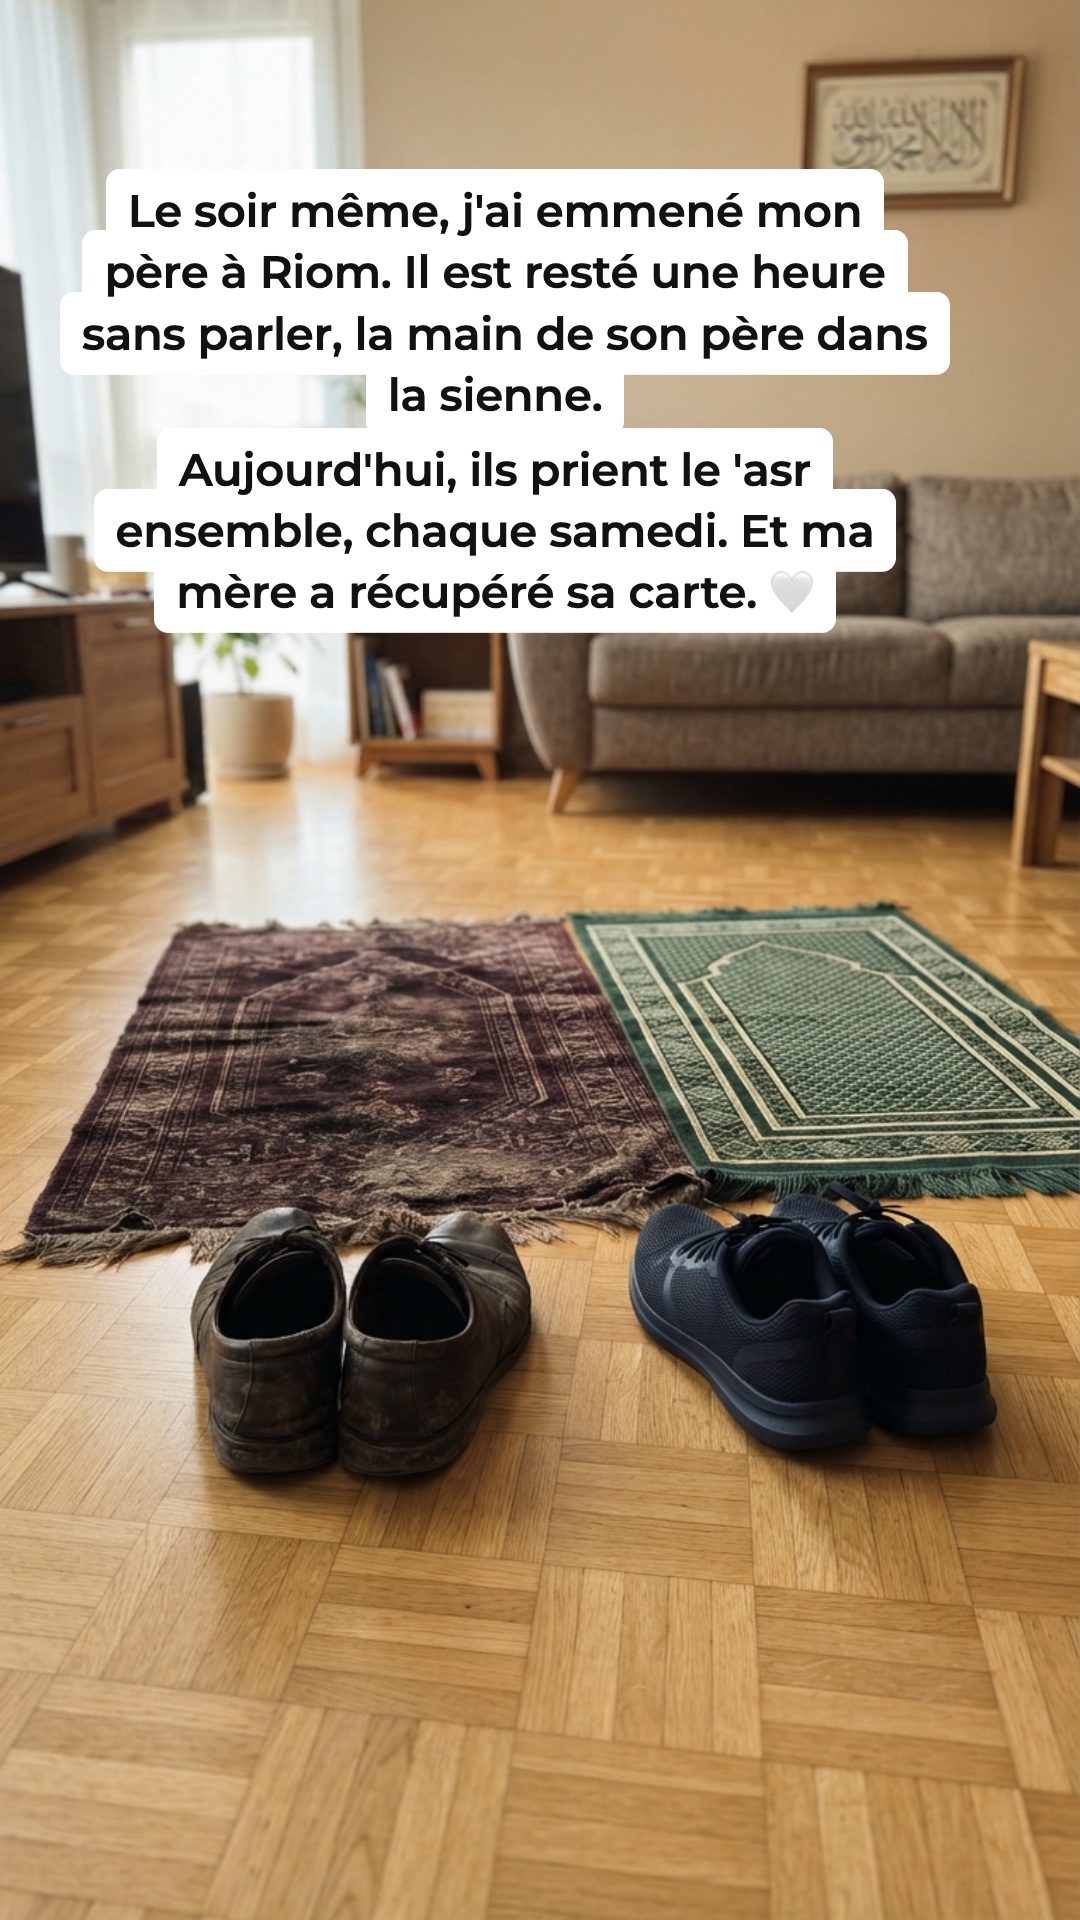 Le soir même, j'ai emmené mon
père à Riom. Il est resté une heure
sans parler, la main de son père dans
la sienne.
Aujourd'hui, ils prient le 'asr
ensemble, chaque samedi. Et ma
mère a récupéré sa carte. 🤍